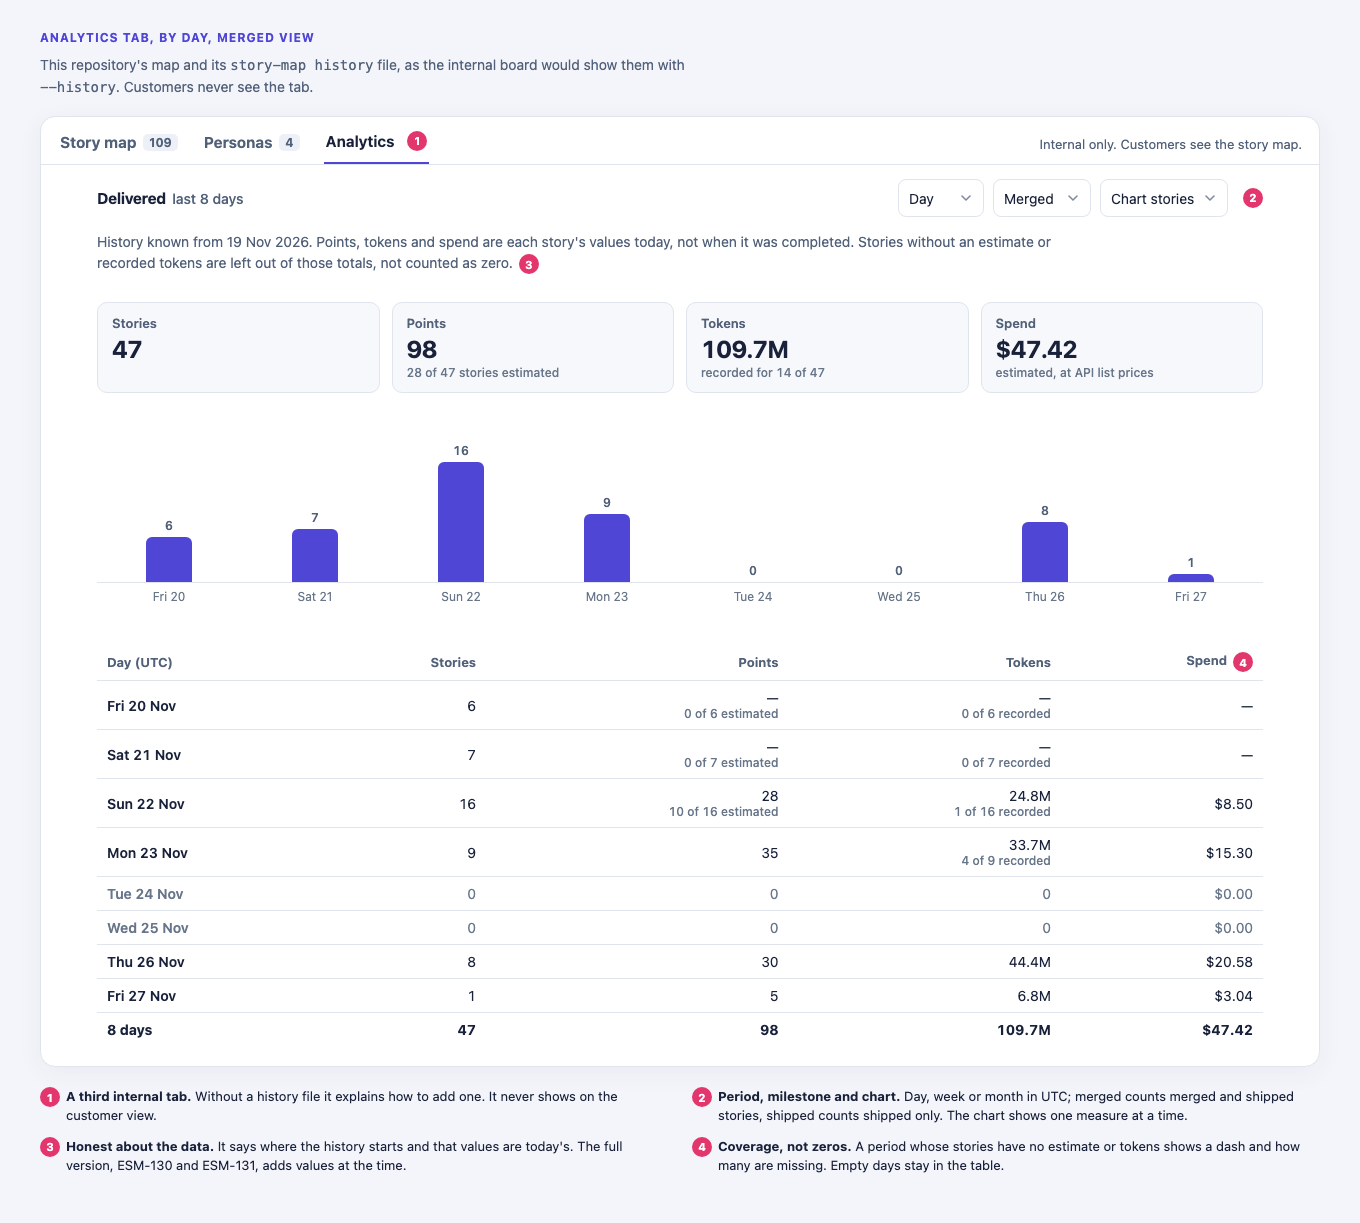 ANALYTICS TAB, BY DAY, MERGED VIEW
This repository's map and its story-map history file, as the internal board would show them with
--history. Customers never see the tab.
Story map 109 Personas 4 Analytics 1 Internal only. Customers see the story map.
Delivered last 8 days Day Merged Chart stories 2
History known from 19 Nov 2026. Points, tokens and spend are each story's values today, not when it was completed. Stories without an estimate or
recorded tokens are left out of those totals, not counted as zero. 3
Stories Points Tokens Spend
47 98 109.7M $47.42
28 of 47 stories estimated recorded for 14 of 47 estimated, at API list prices
6 7 16 9 0 0 8 1
Fri 20 Sat 21 Sun 22 Mon 23 Tue 24 Wed 25 Thu 26 Fri 27
Day (UTC) Stories Points Tokens Spend 4
Fri 20 Nov 6 — — —
0 of 6 estimated 0 of 6 recorded
Sat 21 Nov 7 — — —
0 of 7 estimated 0 of 7 recorded
Sun 22 Nov 16 28 24.8M $8.50
10 of 16 estimated 1 of 16 recorded
Mon 23 Nov 9 35 33.7M $15.30
4 of 9 recorded
Tue 24 Nov 0 0 0 $0.00
Wed 25 Nov 0 0 0 $0.00
Thu 26 Nov 8 30 44.4M $20.58
Fri 27 Nov 1 5 6.8M $3.04
8 days 47 98 109.7M $47.42
1 A third internal tab. Without a history file it explains how to add one. It never shows on the
customer view.
2 Period, milestone and chart. Day, week or month in UTC; merged counts merged and shipped
stories, shipped counts shipped only. The chart shows one measure at a time.
3 Honest about the data. It says where the history starts and that values are today's. The full
version, ESM-130 and ESM-131, adds values at the time.
4 Coverage, not zeros. A period whose stories have no estimate or tokens shows a dash and how
many are missing. Empty days stay in the table.